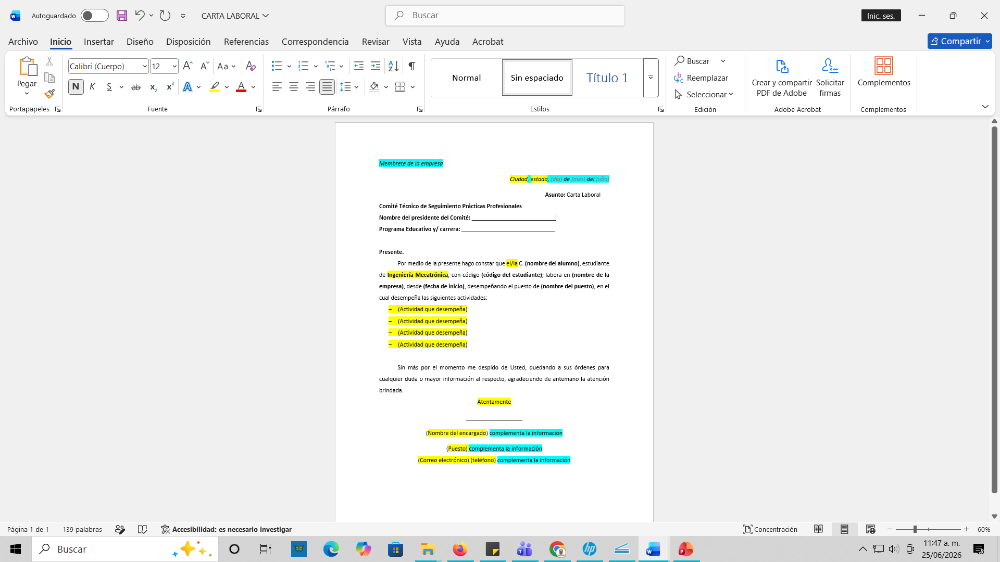 Autoguardado
CARTA LABORAL
Buscar
Inic. ses.
Archivo Inicio Insertar Diseño Disposición Referencias Correspondencia Revisar Vista Ayuda Acrobat
Compartir
Pegar
Portapapeles
Calibri (Cuerpo) 12
Fuente
Párrafo
Normal
Sin espaciado
Título 1
Estilos
Buscar
Reemplazar
Seleccionar
Edición
Crear y compartir PDF de Adobe
Solicitar firmas
Adobe Acrobat
Complementos
Complementos
Membrete de la empresa
Ciudad, estado, (día) de (mes) del (año)
Asunto: Carta Laboral
Comité Técnico de Seguimiento Prácticas Profesionales
Nombre del presidente del Comité: ___________________________
Programa Educativo y/ carrera: ______________________________
Presente.
Por medio de la presente hago constar que el/la C. (nombre del alumno), estudiante
de Ingeniería Mecatrónica, con código (código del estudiante); labora en (nombre de la
empresa), desde (fecha de inicio), desempeñando el puesto de (nombre del puesto); en el
cual desempeña las siguientes actividades:
– (Actividad que desempeña)
– (Actividad que desempeña)
– (Actividad que desempeña)
– (Actividad que desempeña)
Sin más por el momento me despido de Usted, quedando a sus órdenes para
cualquier duda o mayor información al respecto, agradeciendo de antemano la atención
brindada.
Atentamente
__________________
(Nombre del encargado) complementa la información
(Puesto) complementa la información
(Correo electrónico) (teléfono) complementa la información
Página 1 de 1 139 palabras Accesibilidad: es necesario investigar
Concentración
60%
Buscar
11:47 a. m.
25/06/2026